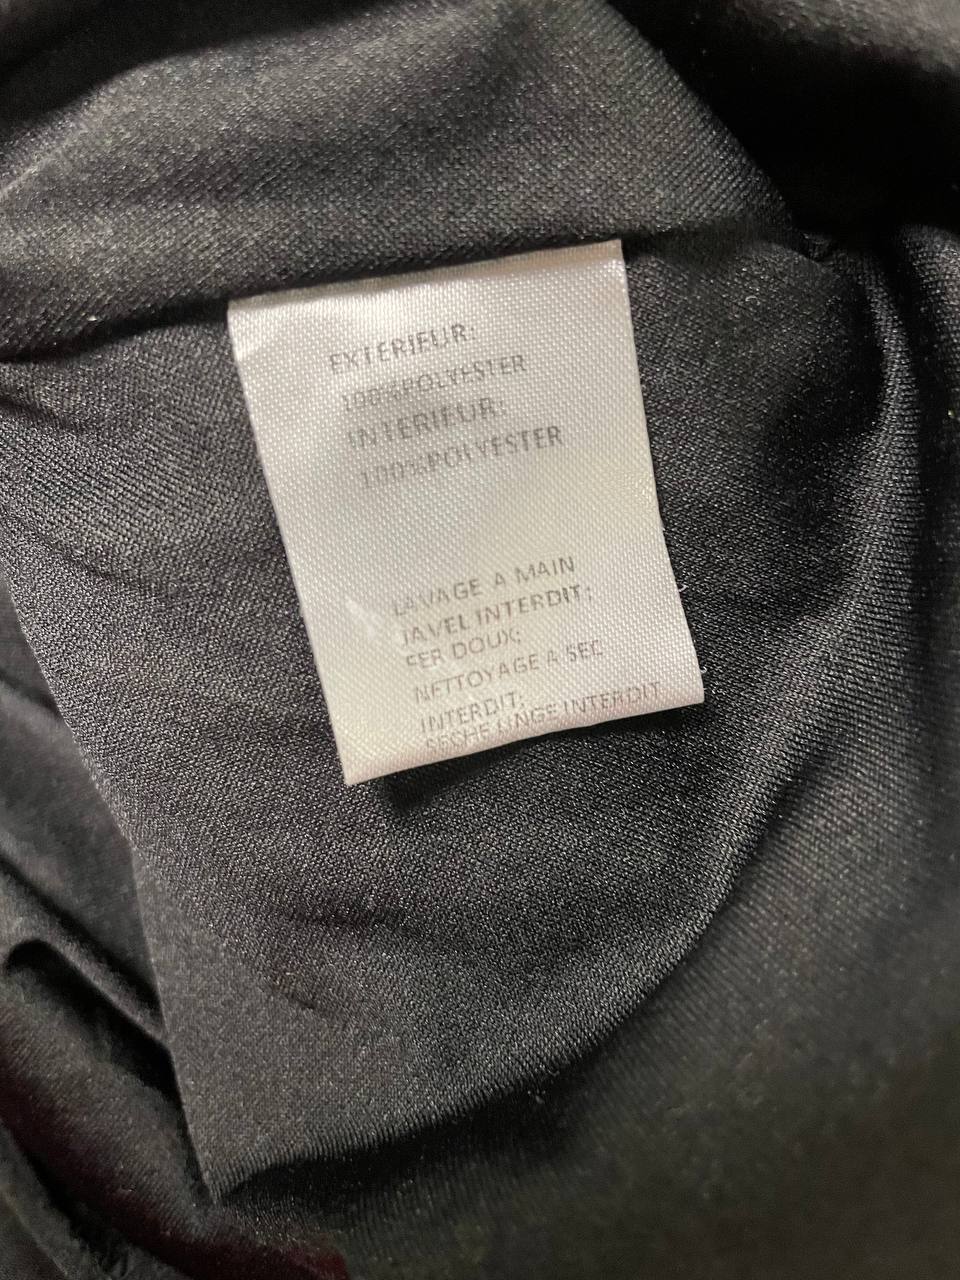 EXTERIEUR:
100%POLYESTER
INTERIEUR:
100%POLYESTER
LAVAGE A MAIN
JAVEL INTERDIT;
FER DOUX;
NETTOYAGE A SEC
INTERDIT;
SECHE LINGE INTERDIT